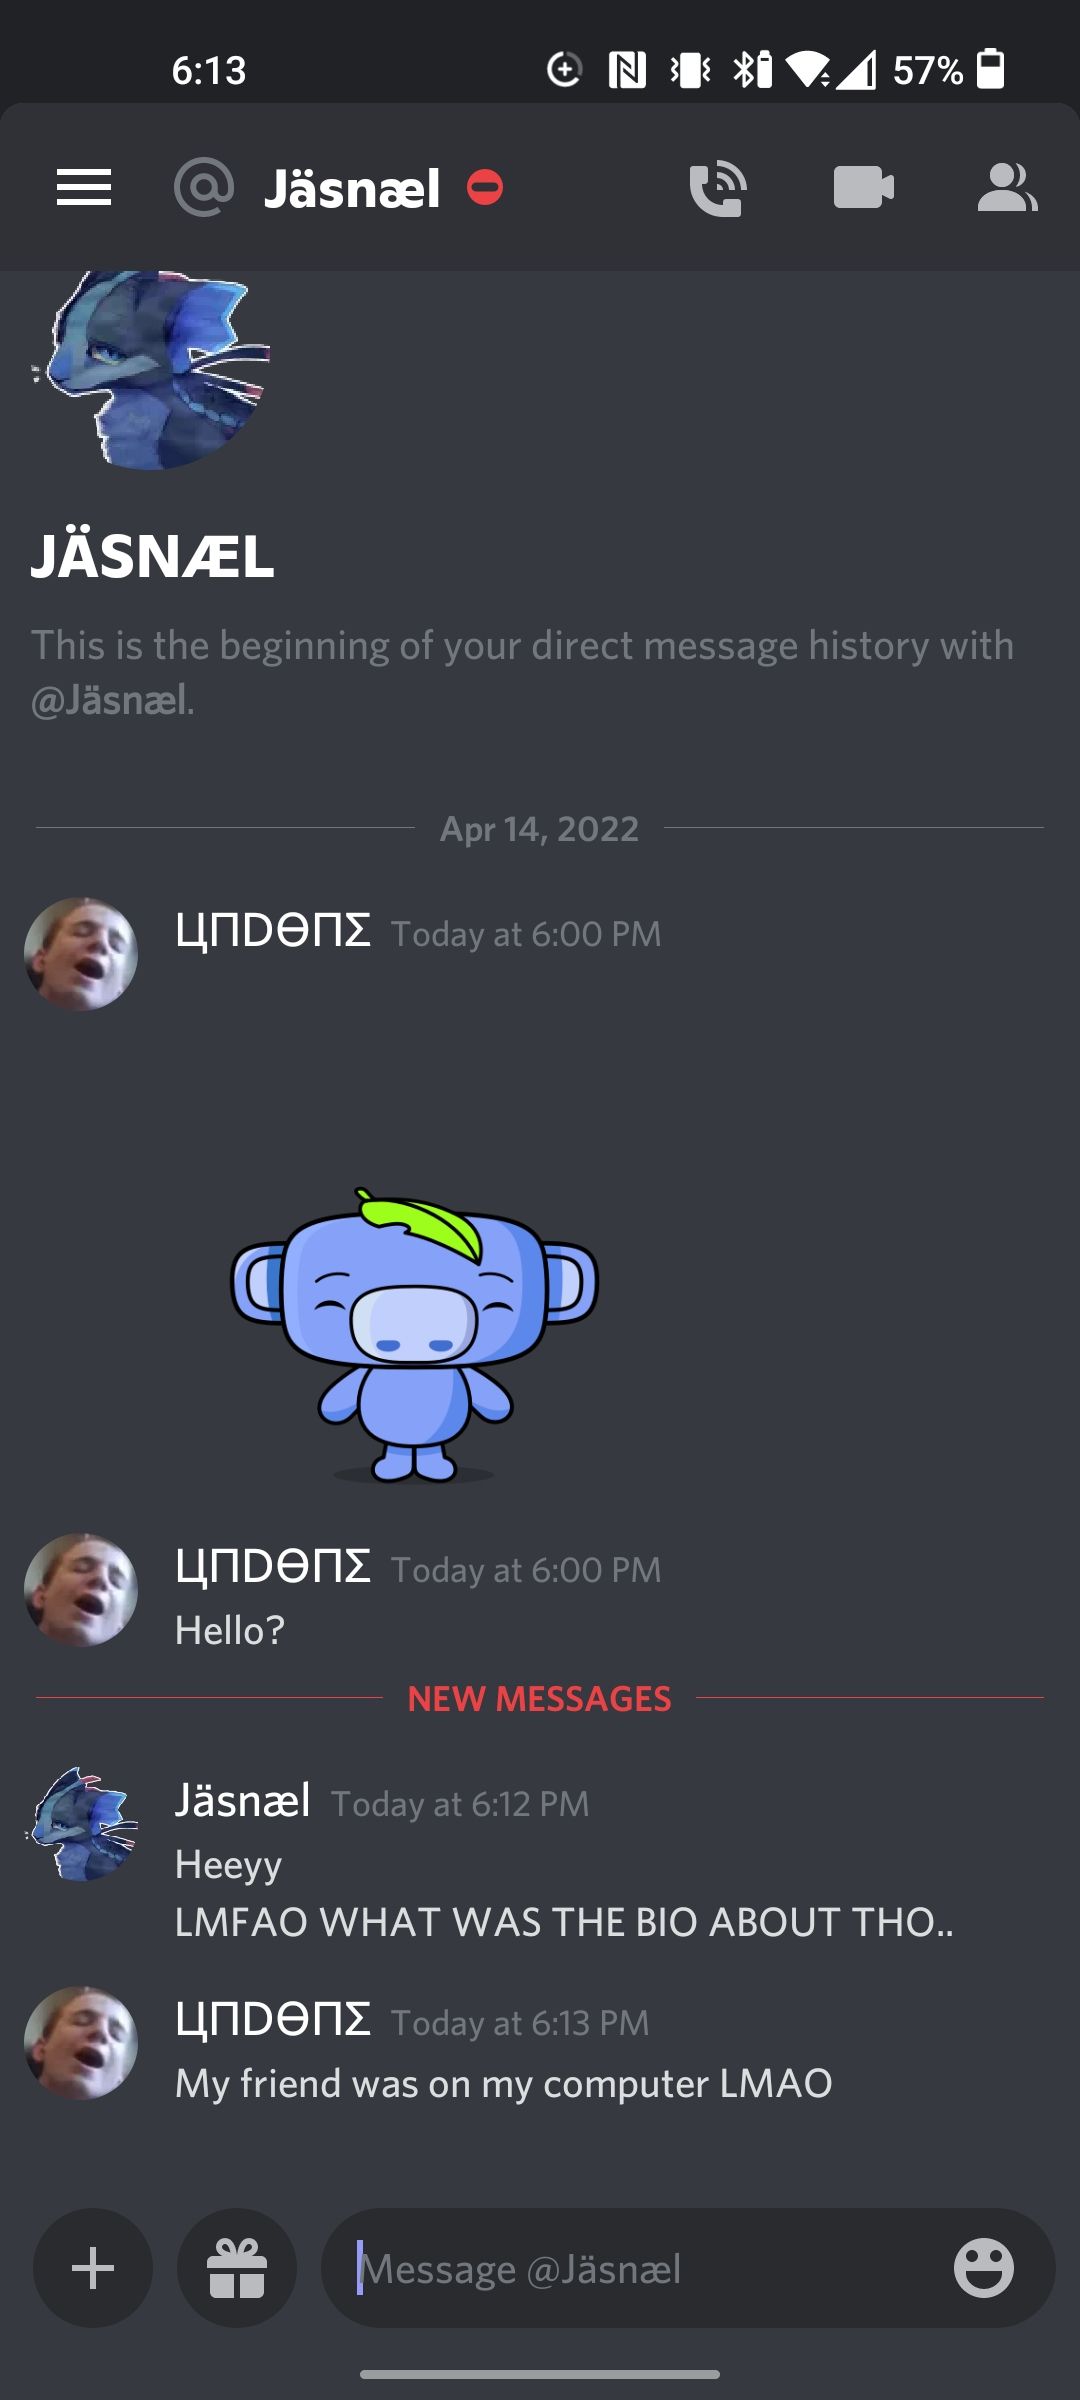 6:13 57%
Jäsnæl
JÄSNÆL
This is the beginning of your direct message history with
@Jäsnæl.
Apr 14, 2022
ЦПDӨПΣ Today at 6:00 PM
ЦПDӨПΣ Today at 6:00 PM
Hello?
NEW MESSAGES
Jäsnæl Today at 6:12 PM
Heeyy
LMFAO WHAT WAS THE BIO ABOUT THO..
ЦПDӨПΣ Today at 6:13 PM
My friend was on my computer LMAO
Message @Jäsnæl